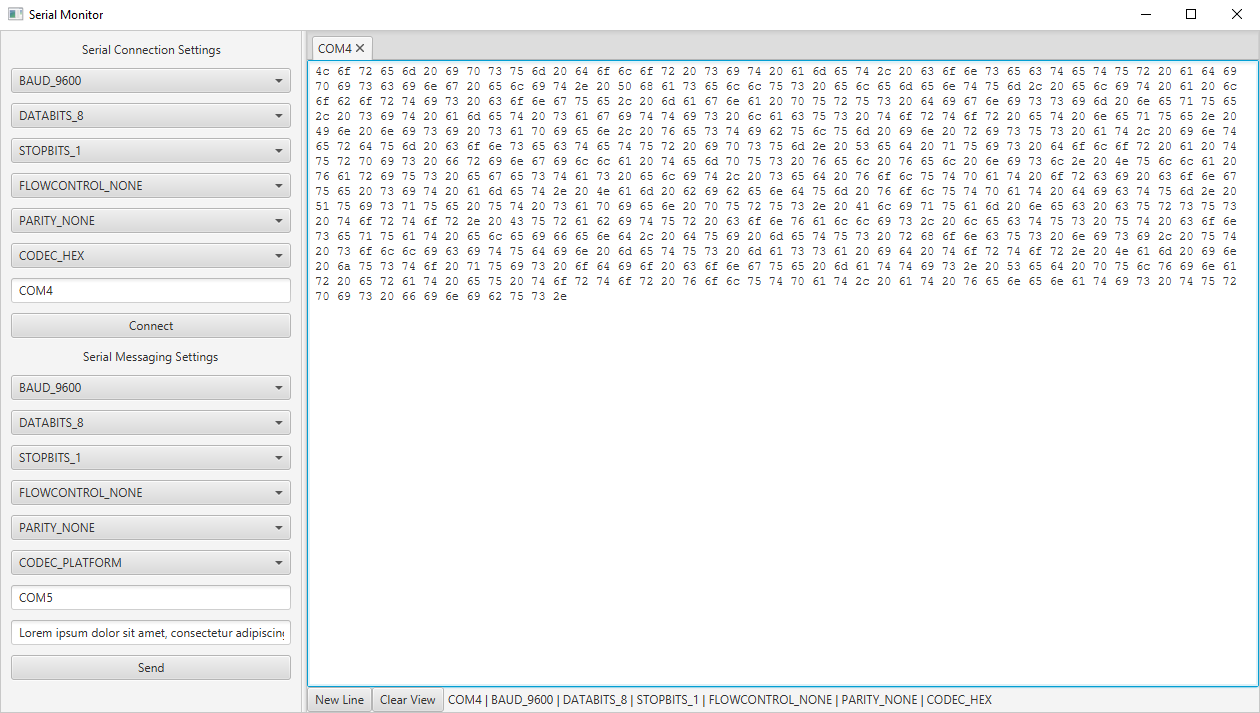 Serial Monitor
Serial Connection Settings
BAUD_9600
DATABITS_8
STOPBITS_1
FLOWCONTROL_NONE
PARITY_NONE
CODEC_HEX
COM4
Connect
Serial Messaging Settings
BAUD_9600
DATABITS_8
STOPBITS_1
FLOWCONTROL_NONE
PARITY_NONE
CODEC_PLATFORM
COM5
Lorem ipsum dolor sit amet, consectetur adipiscing
Send
COM4
4c 6f 72 65 6d 20 69 70 73 75 6d 20 64 6f 6c 6f 72 20 73 69 74 20 61 6d 65 74 2c 20 63 6f 6e 73 65 63 74 65 74 75 72 20 61 64 69
70 69 73 63 69 6e 67 20 65 6c 69 74 2e 20 50 68 61 73 65 6c 6c 75 73 20 65 6c 65 6d 65 6e 74 75 6d 2c 20 65 6c 69 74 20 61 20 6c
6f 62 6f 72 74 69 73 20 63 6f 6e 67 75 65 2c 20 6d 61 67 6e 61 20 70 75 72 75 73 20 64 69 67 6e 69 73 73 69 6d 20 6e 65 71 75 65
2c 20 73 69 74 20 61 6d 65 74 20 73 61 67 69 74 74 69 73 20 6c 61 63 75 73 20 74 6f 72 74 6f 72 20 65 74 20 6e 65 71 75 65 2e 20
49 6e 20 6e 69 73 69 20 73 61 70 69 65 6e 2c 20 76 65 73 74 69 62 75 6c 75 6d 20 69 6e 20 72 69 73 75 73 20 61 74 2c 20 69 6e 74
65 72 64 75 6d 20 63 6f 6e 73 65 63 74 65 74 75 72 20 69 70 73 75 6d 2e 20 53 65 64 20 71 75 69 73 20 64 6f 6c 6f 72 20 61 20 74
75 72 70 69 73 20 66 72 69 6e 67 69 6c 6c 61 20 74 65 6d 70 75 73 20 76 65 6c 20 76 65 6c 20 6e 69 73 6c 2e 20 4e 75 6c 6c 61 20
76 61 72 69 75 73 20 65 67 65 73 74 61 73 20 65 6c 69 74 2c 20 73 65 64 20 76 6f 6c 75 74 70 61 74 20 6f 72 63 69 20 63 6f 6e 67
75 65 20 73 69 74 20 61 6d 65 74 2e 20 4e 61 6d 20 62 69 62 65 6e 64 75 6d 20 76 6f 6c 75 74 70 61 74 20 64 69 63 74 75 6d 2e 20
51 75 69 73 71 75 65 20 75 74 20 73 61 70 69 65 6e 20 70 75 72 75 73 2e 20 41 6c 69 71 75 61 6d 20 6e 65 63 20 63 75 72 73 75 73
20 74 6f 72 74 6f 72 2e 20 43 75 72 61 62 69 74 75 72 20 63 6f 6e 76 61 6c 6c 69 73 2c 20 6c 65 63 74 75 73 20 75 74 20 63 6f 6e
73 65 71 75 61 74 20 65 6c 65 69 66 65 6e 64 2c 20 64 75 69 20 6d 65 74 75 73 20 72 68 6f 6e 63 75 73 20 6e 69 73 69 2c 20 75 74
20 73 6f 6c 6c 69 63 69 74 75 64 69 6e 20 6d 65 74 75 73 20 6d 61 73 73 61 20 69 64 20 74 6f 72 74 6f 72 2e 20 4e 61 6d 20 69 6e
20 6a 75 73 74 6f 20 71 75 69 73 20 6f 64 69 6f 20 63 6f 6e 67 75 65 20 6d 61 74 74 69 73 2e 20 53 65 64 20 70 75 6c 76 69 6e 61
72 20 65 72 61 74 20 65 75 20 74 6f 72 74 6f 72 20 76 6f 6c 75 74 70 61 74 2c 20 61 74 20 76 65 6e 65 6e 61 74 69 73 20 74 75 72
70 69 73 20 66 69 6e 69 62 75 73 2e
New Line
Clear View
COM4 | BAUD_9600 | DATABITS_8 | STOPBITS_1 | FLOWCONTROL_NONE | PARITY_NONE | CODEC_HEX